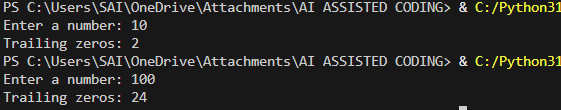 PS C:\Users\SAI\OneDrive\Attachments\AI ASSISTED CODING> & C:/Python31
Enter a number: 10
Trailing zeros: 2
PS C:\Users\SAI\OneDrive\Attachments\AI ASSISTED CODING> & C:/Python31
Enter a number: 100
Trailing zeros: 24